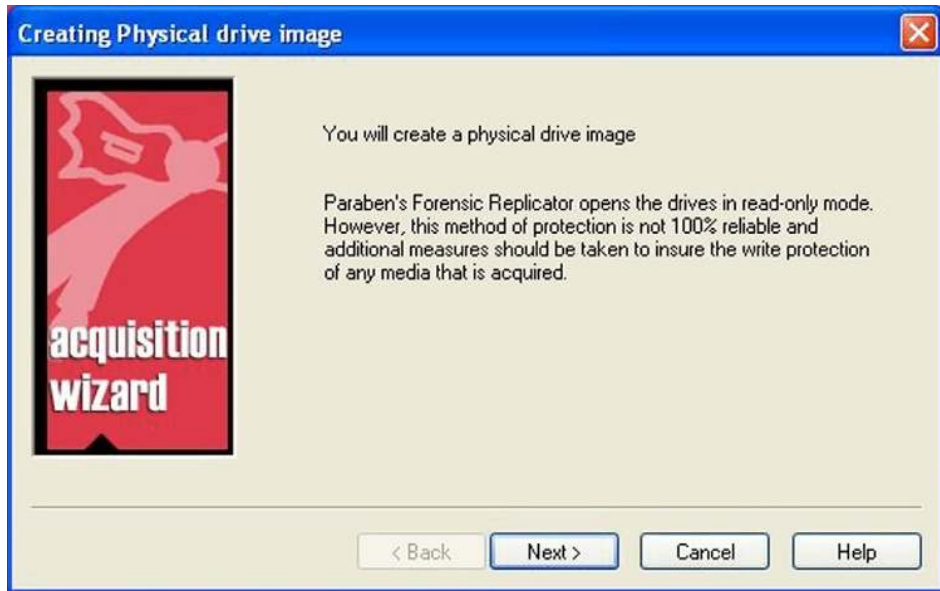 Creating Physical drive image
You will create a physical drive image
Paraben's Forensic Replicator opens the drives in read-only mode.
However, this method of protection is not 100% reliable and
additional measures should be taken to insure the write protection
of any media that is acquired.
acquisition
wizard
< Back
Next >
Cancel
Help